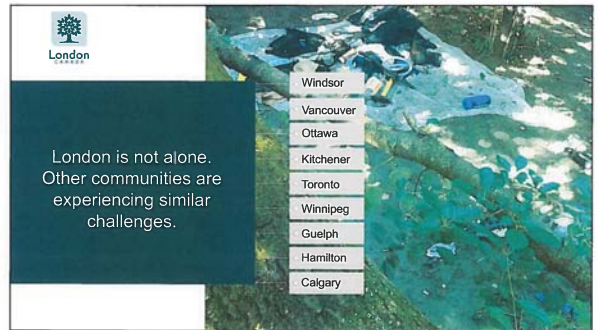 London
CANADA
London is not alone.
Other communities are
experiencing similar
challenges.
Windsor
Vancouver
Ottawa
Kitchener
Toronto
Winnipeg
Guelph
Hamilton
Calgary